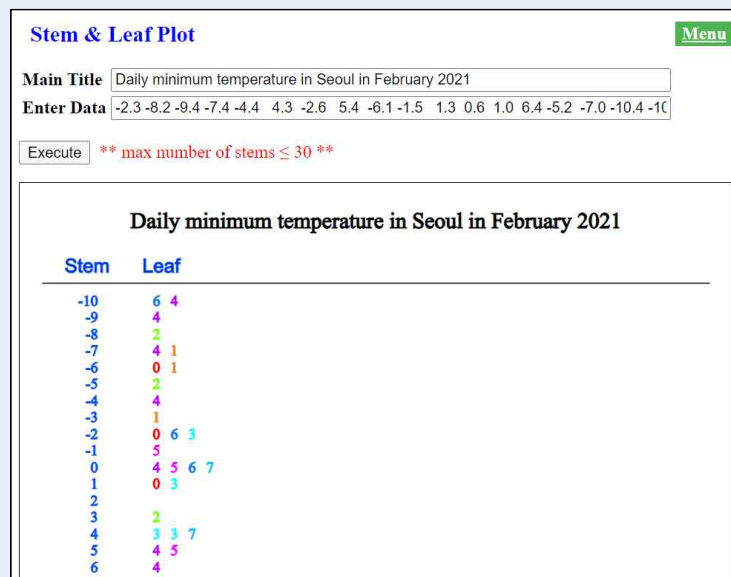 Stem & Leaf Plot
Menu
Main Title Daily minimum temperature in Seoul in February 2021
Enter Data -2.3 -8.2 -9.4 -7.4 -4.4 4.3 -2.6 5.4 -6.1 -1.5 1.3 0.6 1.0 6.4 -5.2 -7.0 -10.4 -10
Execute ** max number of stems ≤ 30 **
Daily minimum temperature in Seoul in February 2021
Stem Leaf
-10 6 4
-9 4
-8 2
-7 4 1
-6 0 1
-5 2
-4 4
-3 1
-2 0 6 3
-1 5
0 4 5 6 7
1 0 3
2
3 2
4 3 3 7
5 4 5
6 4